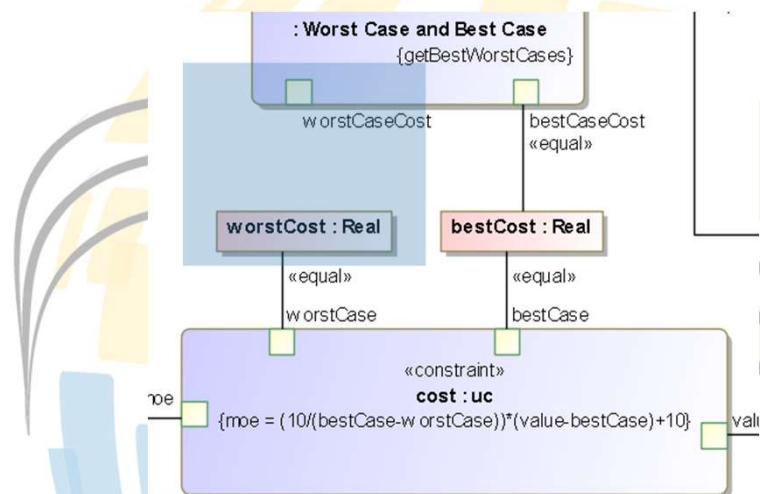 : Worst Case and Best Case
{getBestWorstCases}
worstCaseCost
bestCaseCost
«equal»
worstCost : Real
bestCost : Real
«equal»
«equal»
worstCase
bestCase
«constraint»
cost : uc
{moe = (10/(bestCase-worstCase))*(value-bestCase)+10}